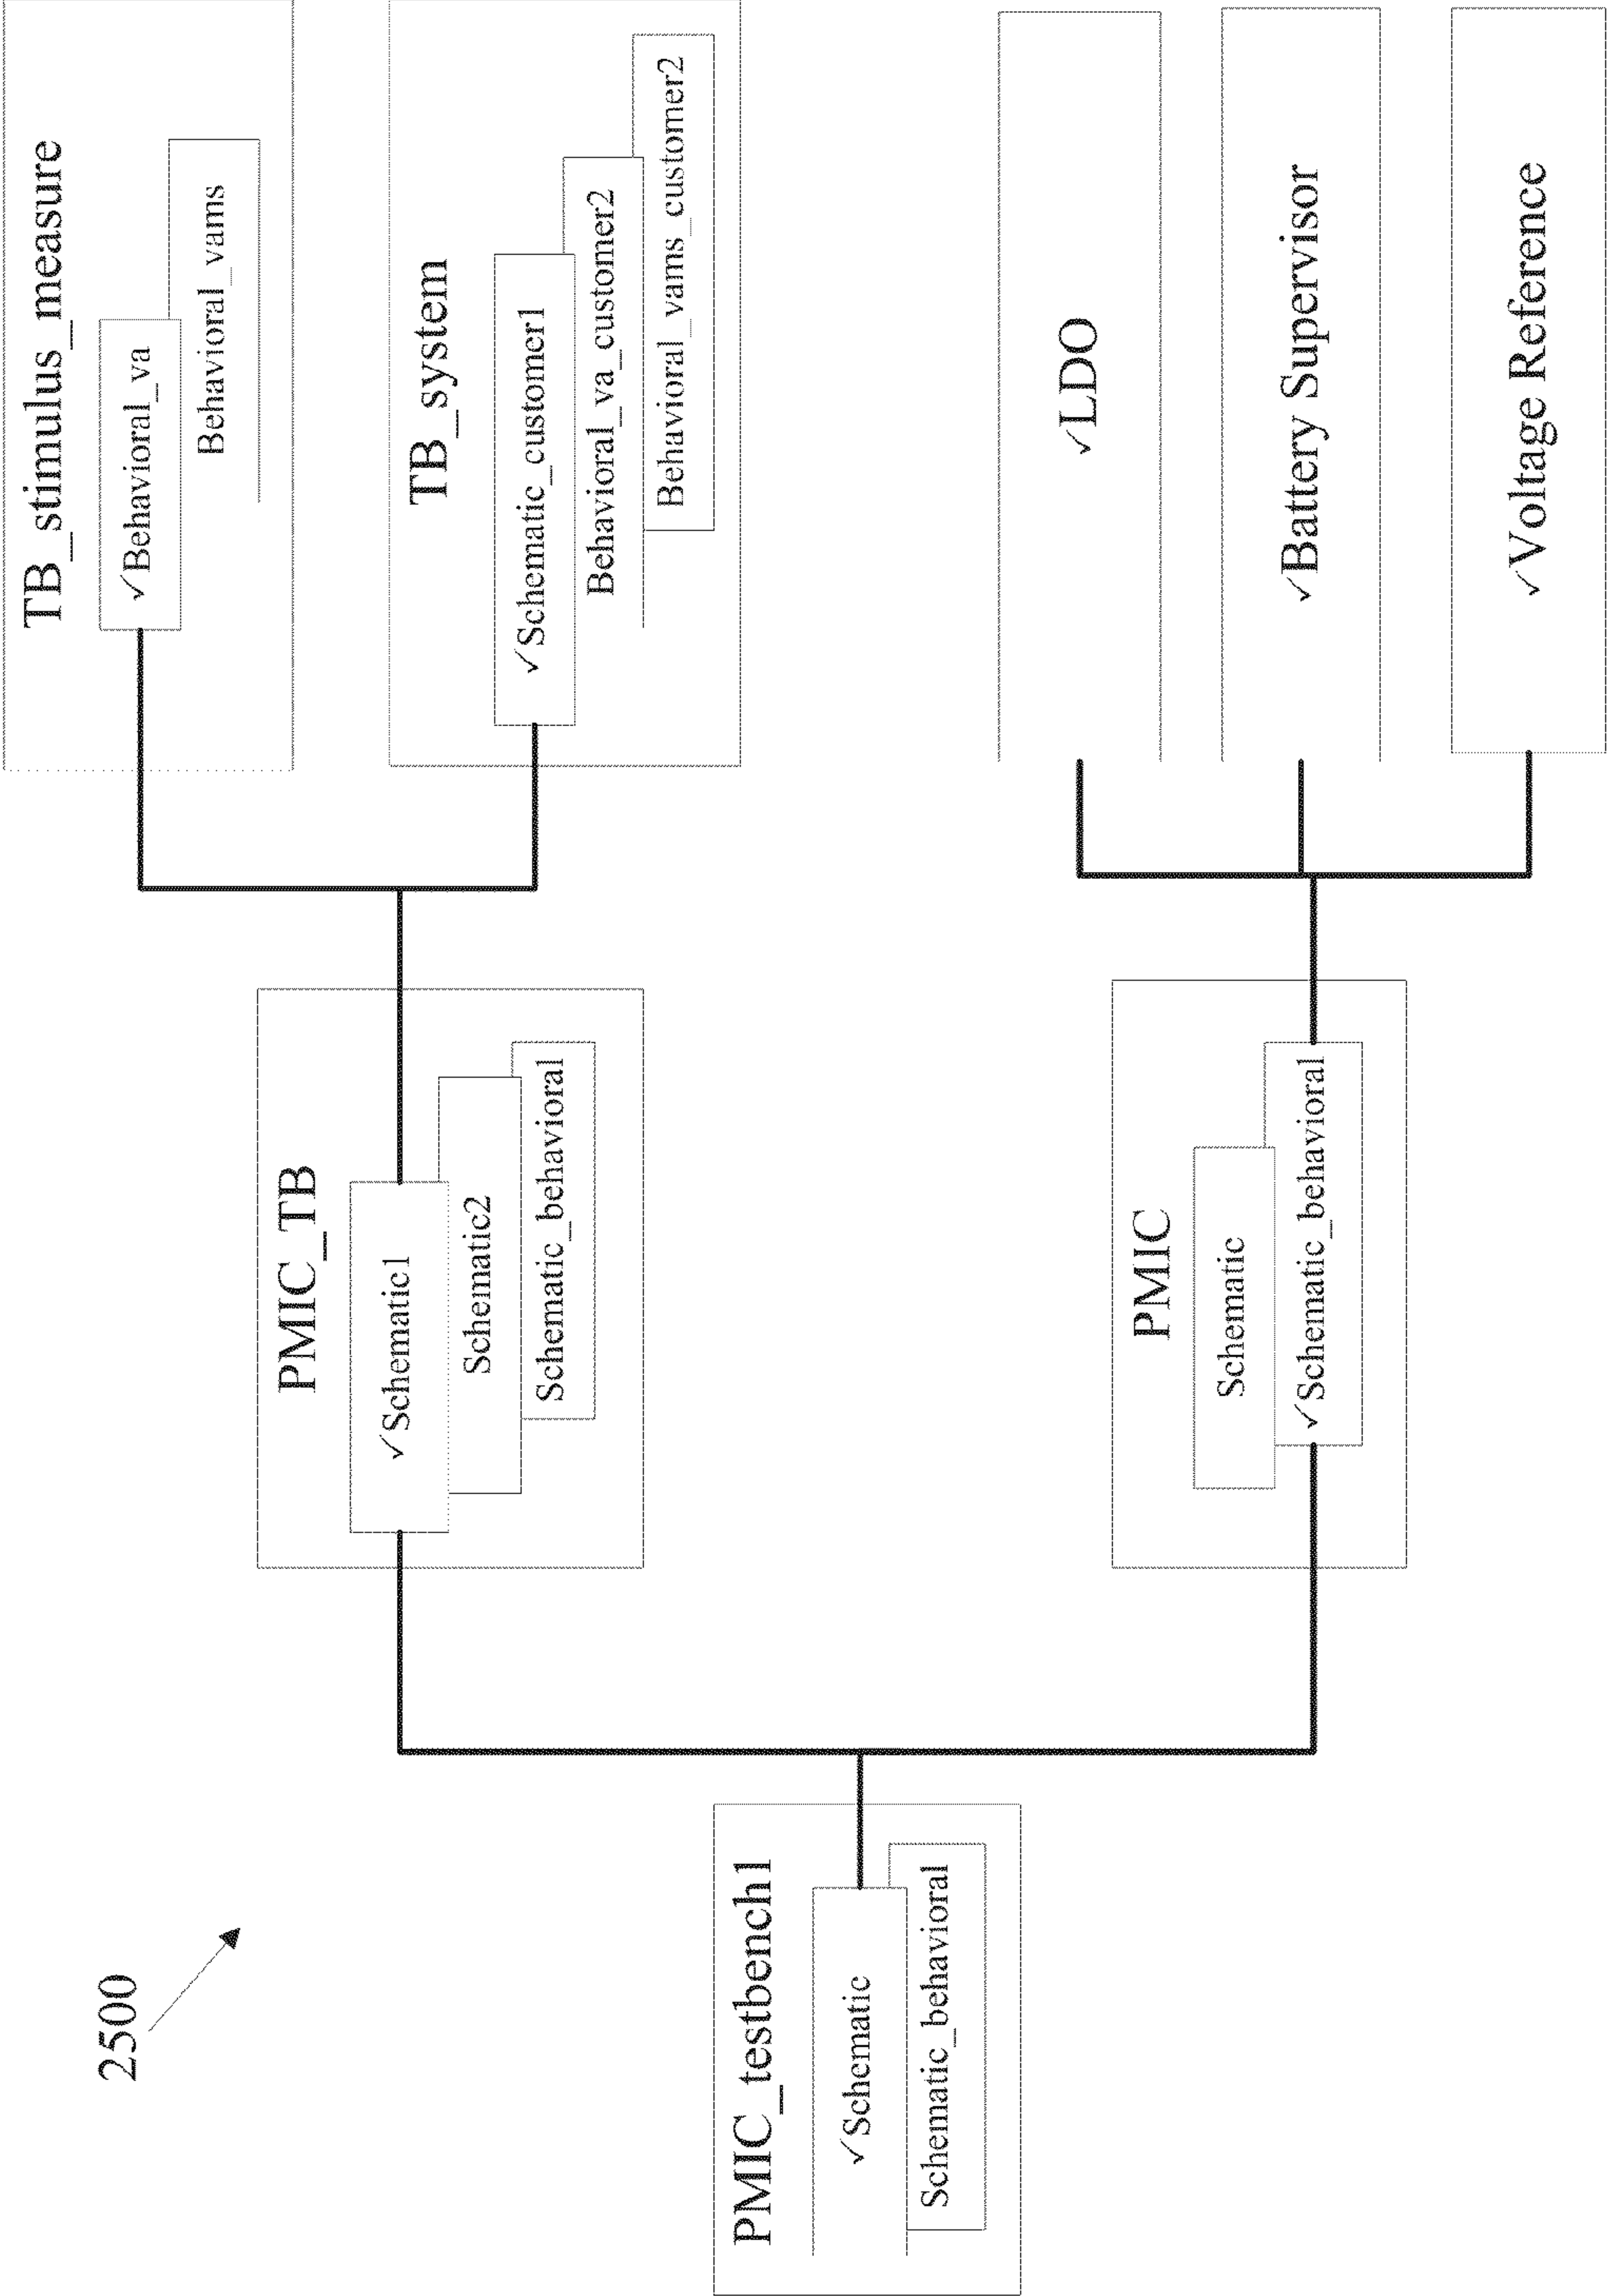 2500
PMIC_testbench1
✓Schematic
Schematic_behavioral
PMIC_TB
✓Schematic1
Schematic2
Schematic_behavioral
PMIC
Schematic
✓Schematic_behavioral
TB_stimulus_measure
✓Behavioral_va
Behavioral_vams
TB_system
✓Schematic_customer1
Behavioral_va_customer2
Behavioral_vams_customer2
✓LDO
✓Battery Supervisor
✓Voltage Reference